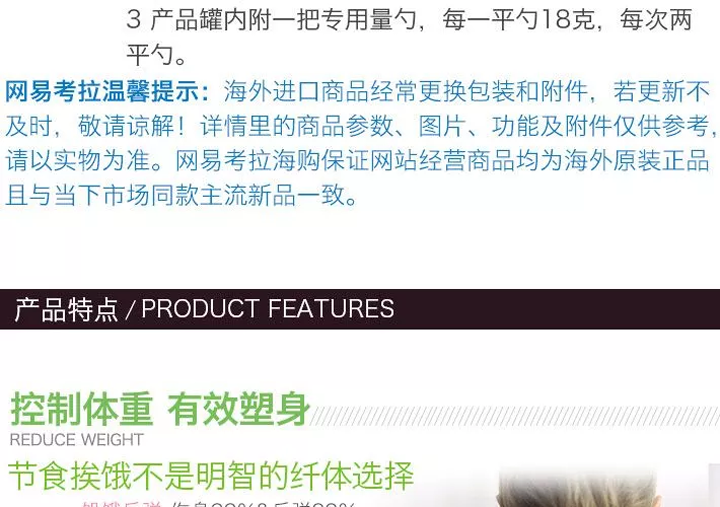 3 产品罐内附一把专用量勺，每一平勺18克，每次两
平勺。
网易考拉温馨提示：海外进口商品经常更换包装和附件，若更新不
及时，敬请谅解！详情里的商品参数、图片、功能及附件仅供参考，
请以实物为准。网易考拉海购保证网站经营商品均为海外原装正品
且与当下市场同款主流新品一致。
产品特点 / PRODUCT FEATURES
控制体重 有效塑身
REDUCE WEIGHT
节食挨饿不是明智的纤体选择